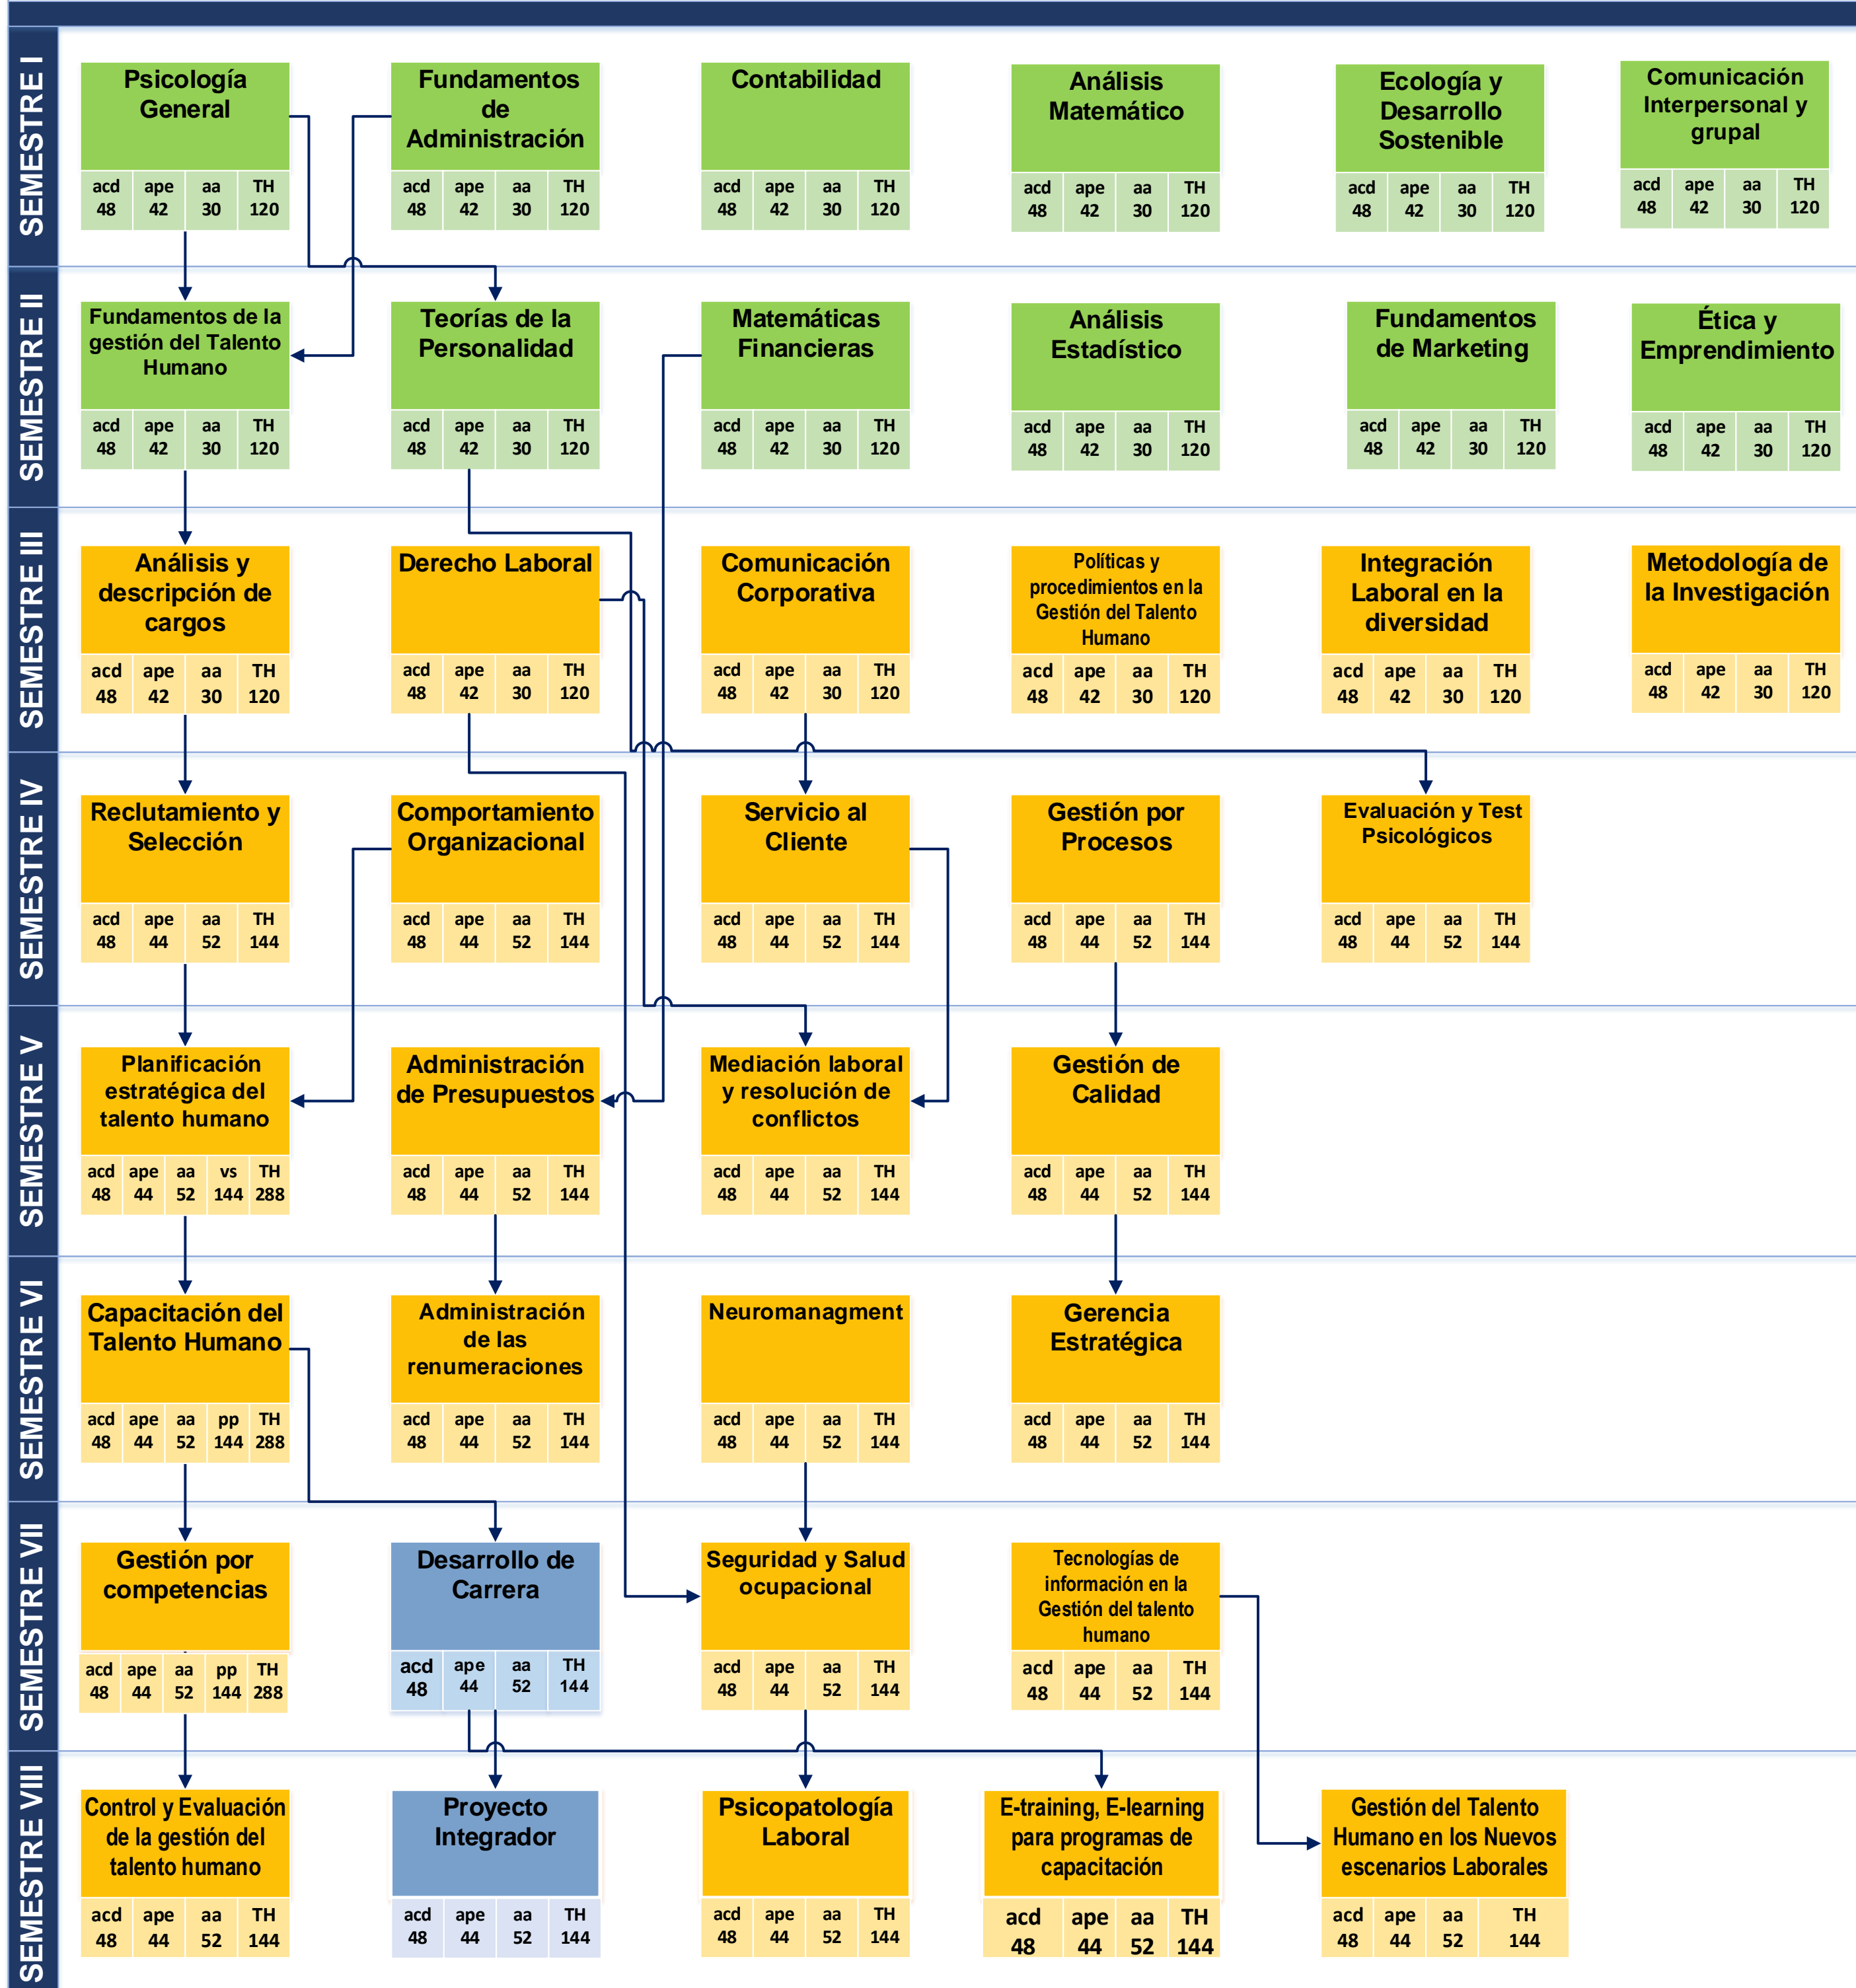 SEMESTRE I
Psicología
General
acd ape aa TH
48 42 30 120
Fundamentos
de
Administración
acd ape aa TH
48 42 30 120
Contabilidad
acd ape aa TH
48 42 30 120
Análisis
Matemático
acd ape aa TH
48 42 30 120
Ecología y
Desarrollo
Sostenible
acd ape aa TH
48 42 30 120
Comunicación
Interpersonal y
grupal
acd ape aa TH
48 42 30 120
SEMESTRE II
Fundamentos de la
gestión del Talento
Humano
acd ape aa TH
48 42 30 120
Teorías de la
Personalidad
acd ape aa TH
48 42 30 120
Matemáticas
Financieras
acd ape aa TH
48 42 30 120
Análisis
Estadístico
acd ape aa TH
48 42 30 120
Fundamentos
de Marketing
acd ape aa TH
48 42 30 120
Ética y
Emprendimiento
acd ape aa TH
48 42 30 120
SEMESTRE III
Análisis y
descripción de
cargos
acd ape aa TH
48 42 30 120
Derecho Laboral
acd ape aa TH
48 42 30 120
Comunicación
Corporativa
acd ape aa TH
48 42 30 120
Políticas y
procedimientos en la
Gestión del Talento
Humano
acd ape aa TH
48 42 30 120
Integración
Laboral en la
diversidad
acd ape aa TH
48 42 30 120
Metodología de
la Investigación
acd ape aa TH
48 42 30 120
SEMESTRE IV
Reclutamiento y
Selección
acd ape aa TH
48 44 52 144
Comportamiento
Organizacional
acd ape aa TH
48 44 52 144
Servicio al
Cliente
acd ape aa TH
48 44 52 144
Gestión por
Procesos
acd ape aa TH
48 44 52 144
Evaluación y Test
Psicológicos
acd ape aa TH
48 44 52 144
SEMESTRE V
Planificación
estratégica del
talento humano
acd ape aa vs TH
48 44 52 144 288
Administración
de Presupuestos
acd ape aa TH
48 44 52 144
Mediación laboral
y resolución de
conflictos
acd ape aa TH
48 44 52 144
Gestión de
Calidad
acd ape aa TH
48 44 52 144
SEMESTRE VI
Capacitación del
Talento Humano
acd ape aa pp TH
48 44 52 144 288
Administración
de las
renumeraciones
acd ape aa TH
48 44 52 144
Neuromanagment
acd ape aa TH
48 44 52 144
Gerencia
Estratégica
acd ape aa TH
48 44 52 144
SEMESTRE VII
Gestión por
competencias
acd ape aa pp TH
48 44 52 144 288
Desarrollo de
Carrera
acd ape aa TH
48 44 52 144
Seguridad y Salud
ocupacional
acd ape aa TH
48 44 52 144
Tecnologías de
información en la
Gestión del talento
humano
acd ape aa TH
48 44 52 144
SEMESTRE VIII
Control y Evaluación
de la gestión del
talento humano
acd ape aa TH
48 44 52 144
Proyecto
Integrador
acd ape aa TH
48 44 52 144
Psicopatología
Laboral
acd ape aa TH
48 44 52 144
E-training, E-learning
para programas de
capacitación
acd ape aa TH
48 44 52 144
Gestión del Talento
Humano en los Nuevos
escenarios Laborales
acd ape aa TH
48 44 52 144